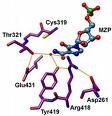 Cys319
MZP
Thr321
Glu431
Arg418
Asp261
Tyr419